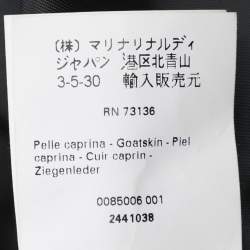 (株) マリナリナルディ
ジャパン 港区北青山
3-5-30 輸入販売元
RN 73136
Pelle caprina - Goatskin - Piel
caprina - Cuir caprin -
Ziegenleder
0085006 001
2441038